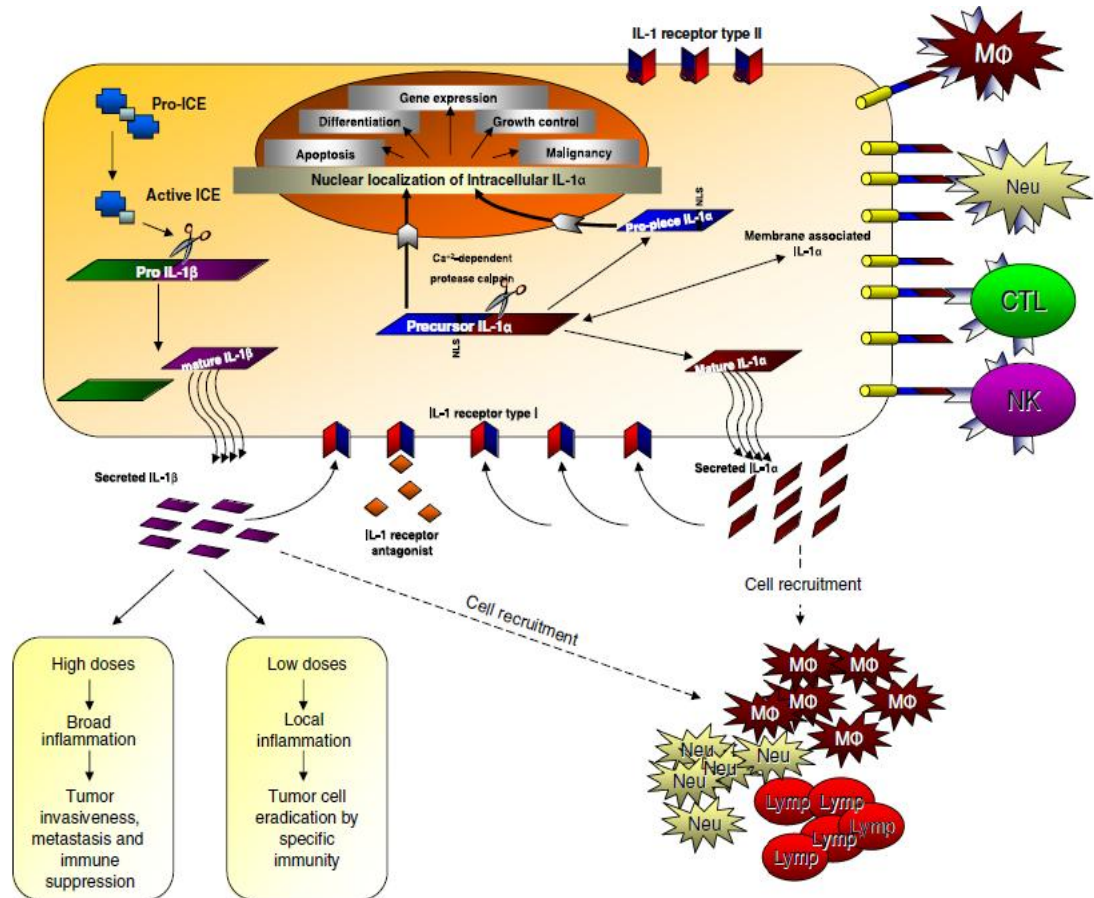 IL-1 receptor type II
MΦ
Pro-ICE
Gene expression
Differentiation
Growth control
Apoptosis
Malignancy
Nuclear localization of Intracellular IL-1α
Active ICE
Neu
NLS
Pro-piece IL-1α
Membrane associated
IL-1α
Ca+2-dependent
protease calpain
Pro IL-1β
CTL
Precursor IL-1α
NLS
mature IL-1β
Mature IL-1α
NK
IL-1 receptor type I
Secreted IL-1β
Secreted IL-1α
IL-1 receptor
antagonist
Cell recruitment
Cell recruitment
High doses
Broad
inflammation
Tumor
invasiveness,
metastasis and
immune
suppression
Low doses
Local
inflammation
Tumor cell
eradication by
specific
immunity
MΦ
MΦ
MΦ
MΦ
MΦ
MΦ
Neu
Neu
Neu
Neu
Neu
Lymp
Lymp
Lymp
Lymp
Lymp